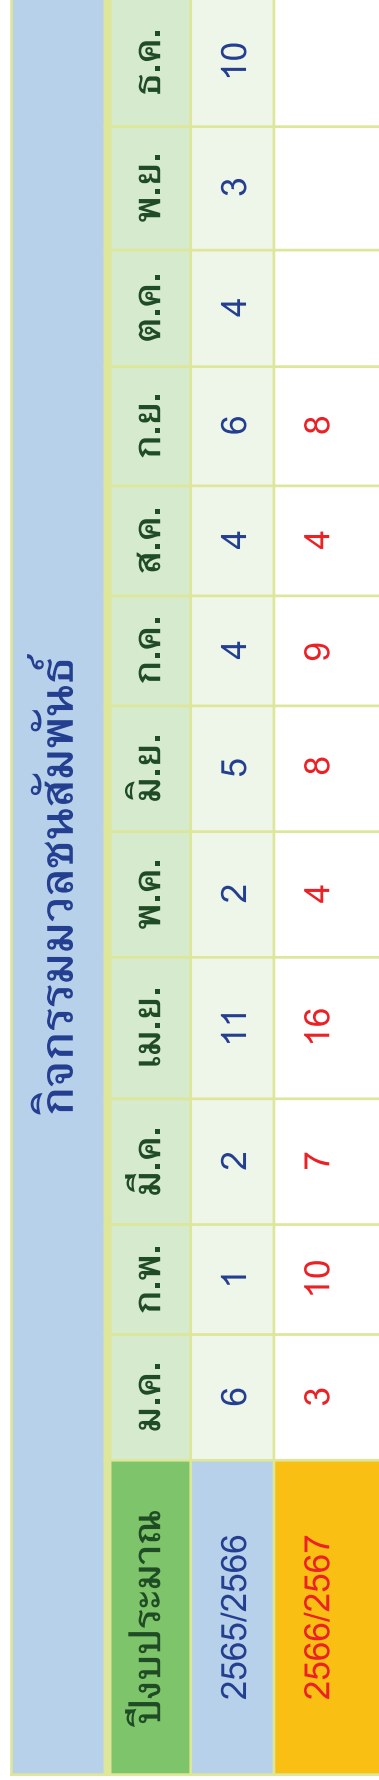 กิจกรรมมวลชนสัมพันธ์
ปีงบประมาณ ม.ค. ก.พ. มี.ค. เม.ย. พ.ค. มิ.ย. ก.ค. ส.ค. ก.ย. ต.ค. พ.ย. ธ.ค.
2565/2566 6 1 2 11 2 5 4 4 6 4 3 10
2566/2567 3 10 7 16 4 8 9 4 8